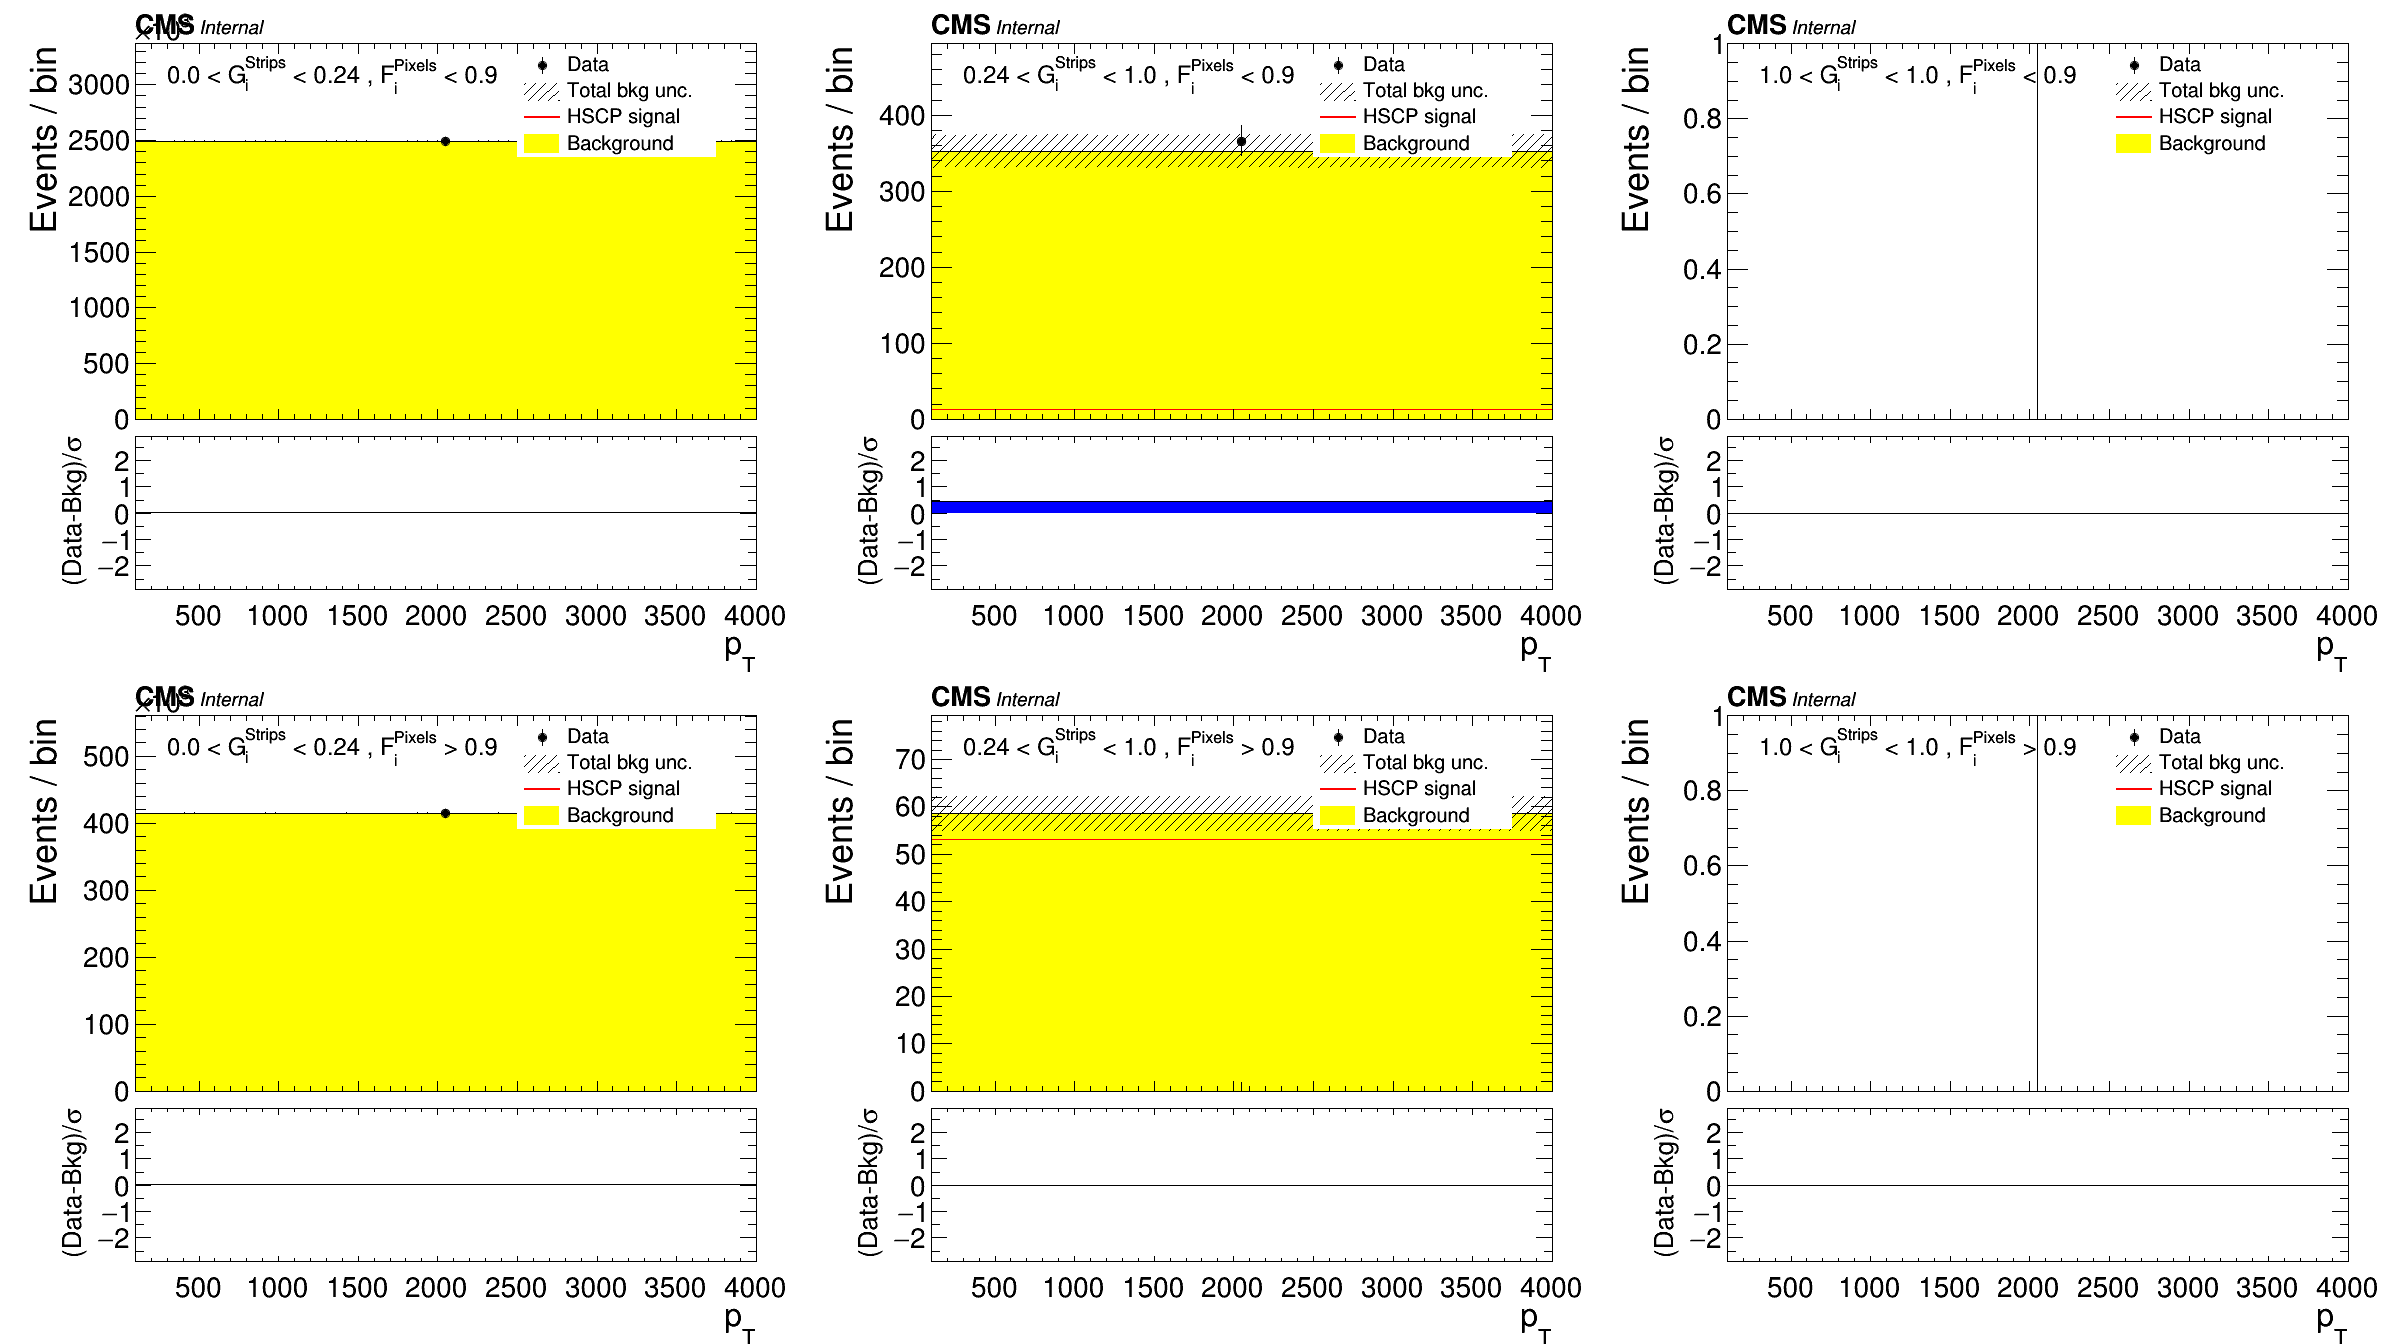 CMS Internal
0.0 < G_i^Strips < 0.24 , F_i^Pixels < 0.9
Data
Total bkg unc.
HSCP signal
Background
Events / bin
3000
2500
2000
1500
1000
500
0
(Data-Bkg)/σ
2
1
0
−1
−2
500 1000 1500 2000 2500 3000 3500 4000
p_T
CMS Internal
0.24 < G_i^Strips < 1.0 , F_i^Pixels < 0.9
Data
Total bkg unc.
HSCP signal
Background
Events / bin
400
300
200
100
0
(Data-Bkg)/σ
2
1
0
−1
−2
500 1000 1500 2000 2500 3000 3500 4000
p_T
CMS Internal
1.0 < G_i^Strips < 1.0 , F_i^Pixels < 0.9
Data
Total bkg unc.
HSCP signal
Background
Events / bin
1
0.8
0.6
0.4
0.2
0
(Data-Bkg)/σ
2
1
0
−1
−2
500 1000 1500 2000 2500 3000 3500 4000
p_T
CMS Internal
0.0 < G_i^Strips < 0.24 , F_i^Pixels > 0.9
Data
Total bkg unc.
HSCP signal
Background
Events / bin
500
400
300
200
100
0
(Data-Bkg)/σ
2
1
0
−1
−2
500 1000 1500 2000 2500 3000 3500 4000
p_T
CMS Internal
0.24 < G_i^Strips < 1.0 , F_i^Pixels > 0.9
Data
Total bkg unc.
HSCP signal
Background
Events / bin
70
60
50
40
30
20
10
0
(Data-Bkg)/σ
2
1
0
−1
−2
500 1000 1500 2000 2500 3000 3500 4000
p_T
CMS Internal
1.0 < G_i^Strips < 1.0 , F_i^Pixels > 0.9
Data
Total bkg unc.
HSCP signal
Background
Events / bin
1
0.8
0.6
0.4
0.2
0
(Data-Bkg)/σ
2
1
0
−1
−2
500 1000 1500 2000 2500 3000 3500 4000
p_T